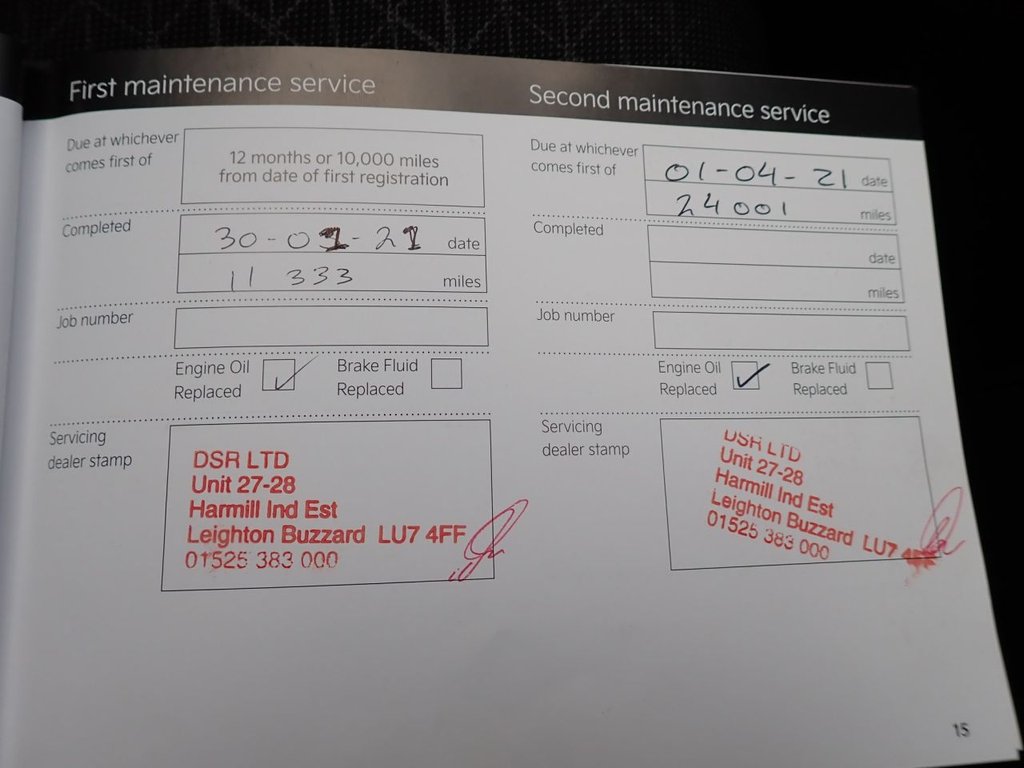 First maintenance service
Due at whichever
comes first of
12 months or 10,000 miles
from date of first registration
Completed
30-01-21 date
11 333 miles
Job number
Engine Oil
Replaced
Brake Fluid
Replaced
Servicing
dealer stamp
DSR LTD
Unit 27-28
Harmill Ind Est
Leighton Buzzard LU7 4FF
01525 383 000
Second maintenance service
Due at whichever
comes first of
01-04-21 date
24001 miles
Completed
date
miles
Job number
Engine Oil
Replaced
Brake Fluid
Replaced
Servicing
dealer stamp
DSR LTD
Unit 27-28
Harmill Ind Est
Leighton Buzzard LU7
01525 383 000
15